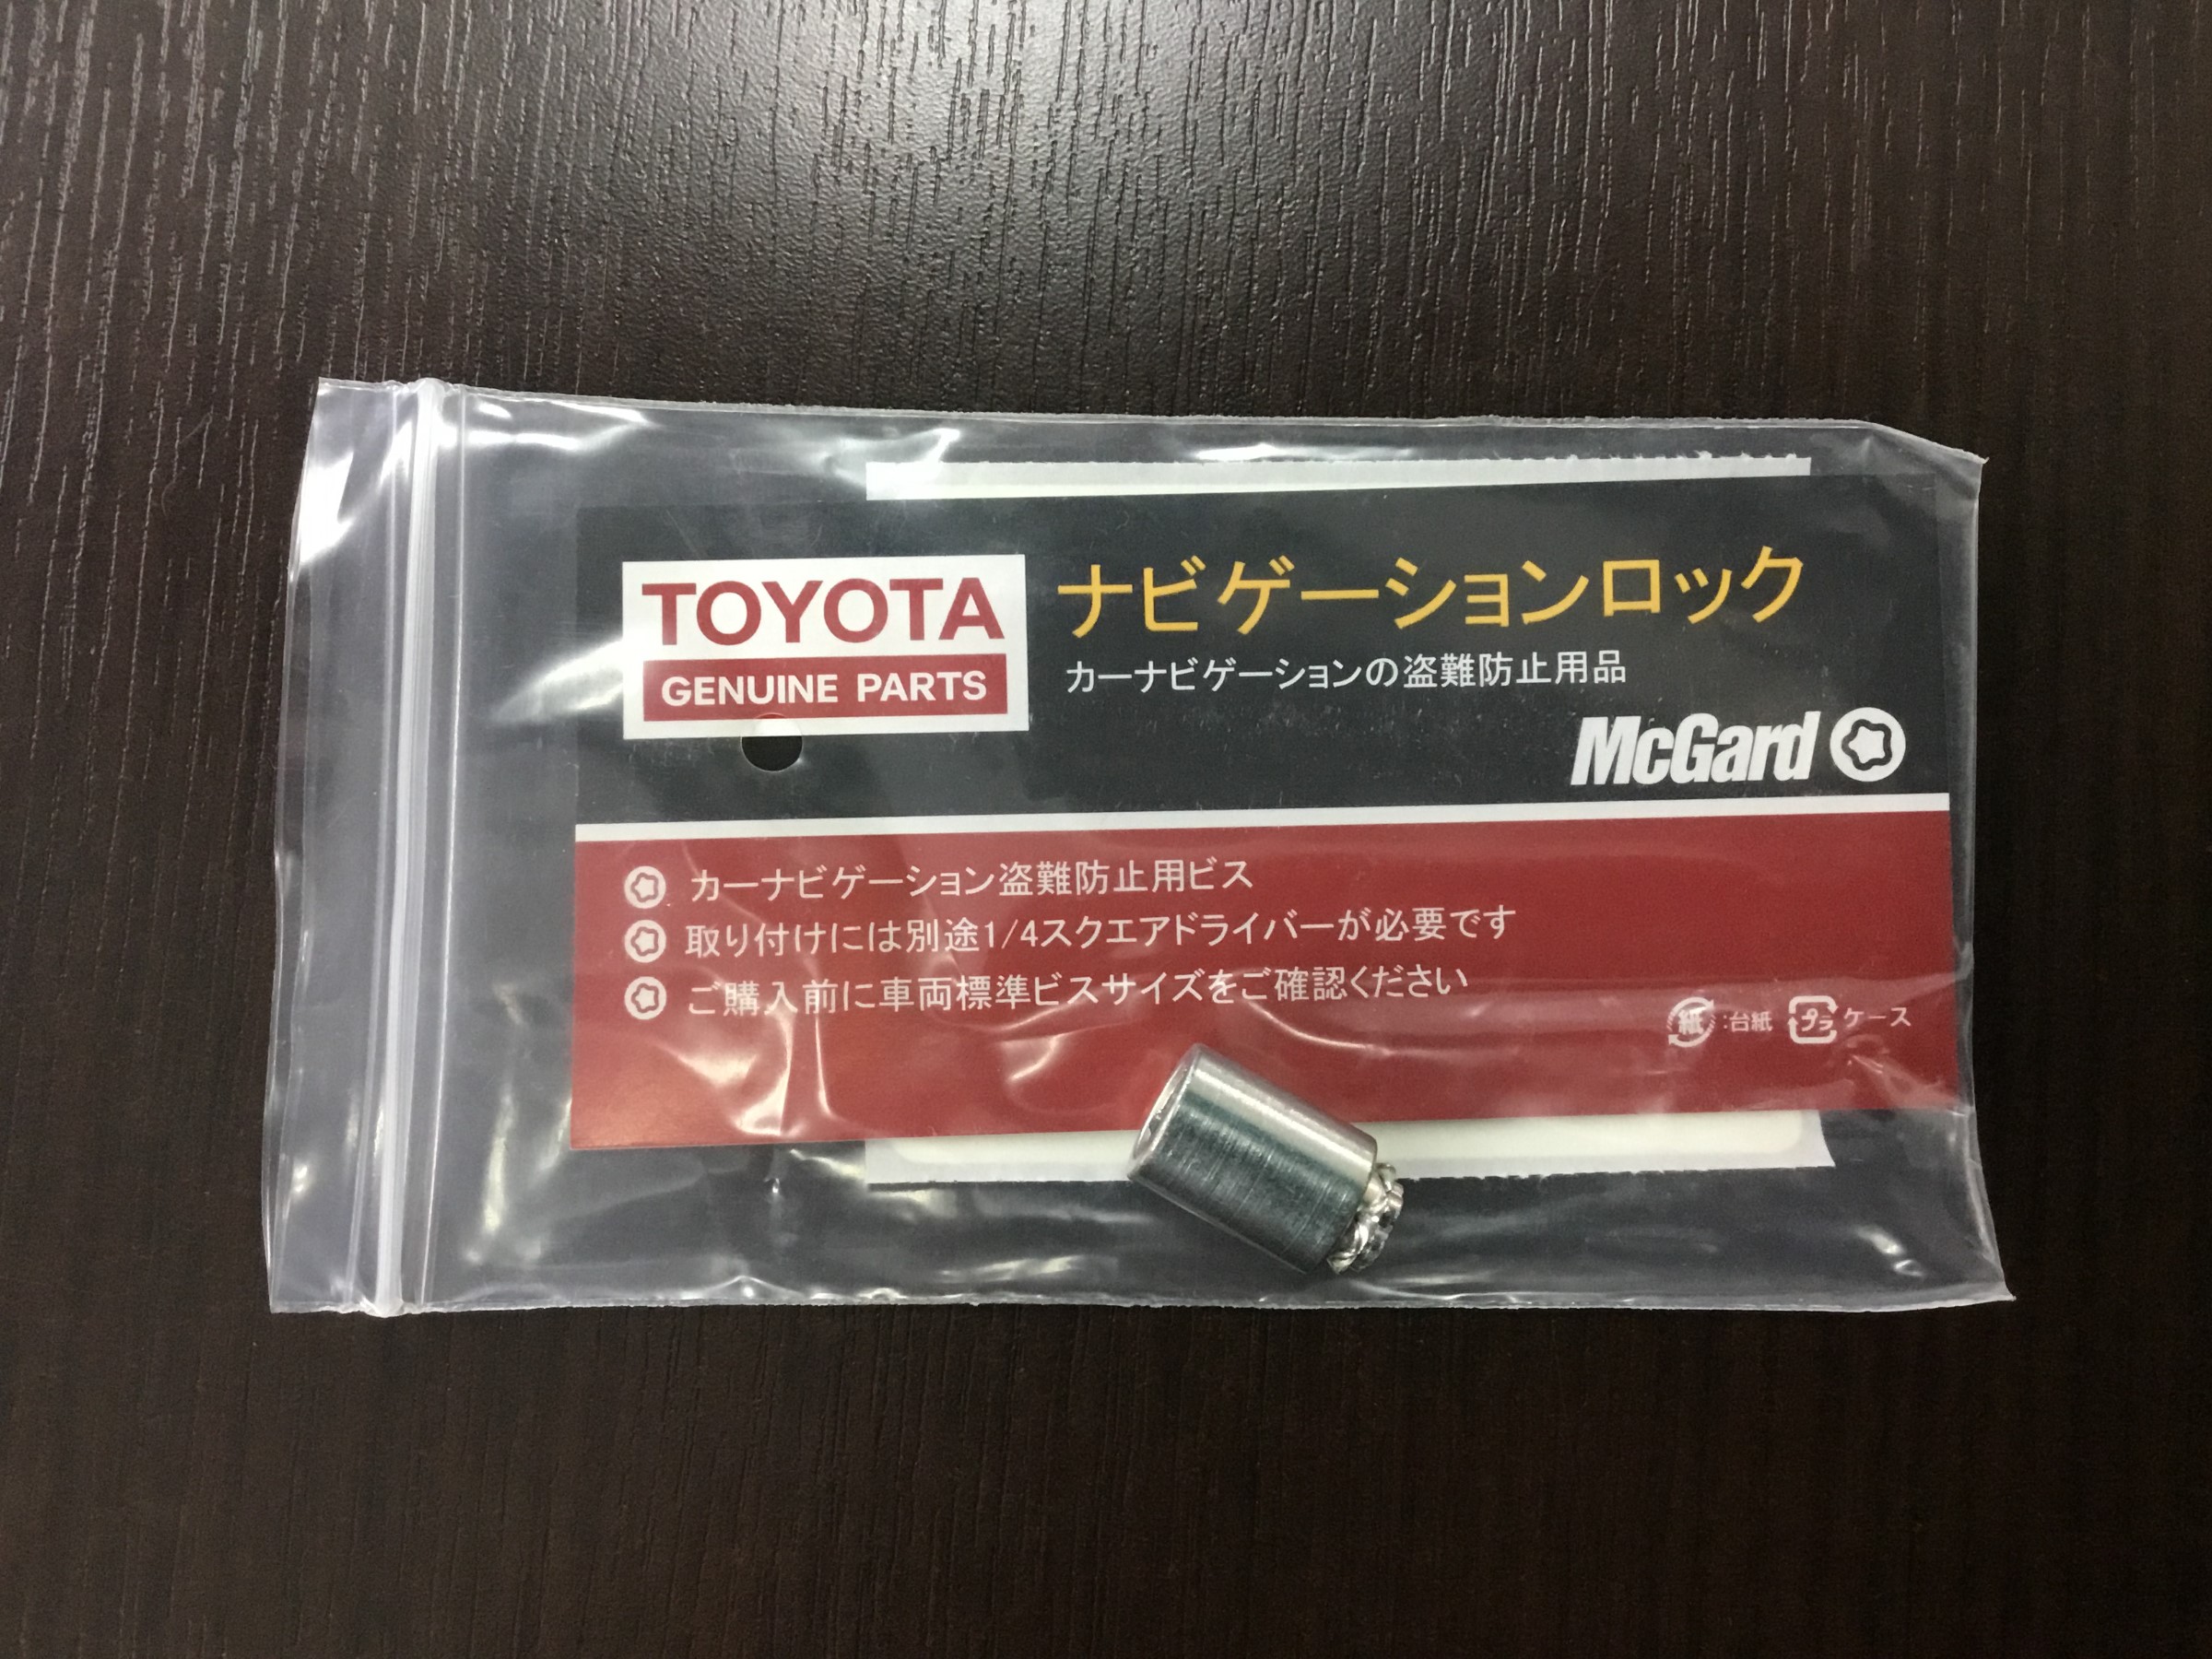 TOYOTA
GENUINE PARTS
ナビゲーションロック
カーナビゲーションの盗難防止用品
McGard
カーナビゲーション盗難防止用ビス
取り付けには別途1/4スクエアドライバーが必要です
ご購入前に車両標準ビスサイズをご確認ください
紙:台紙 プラ ケース